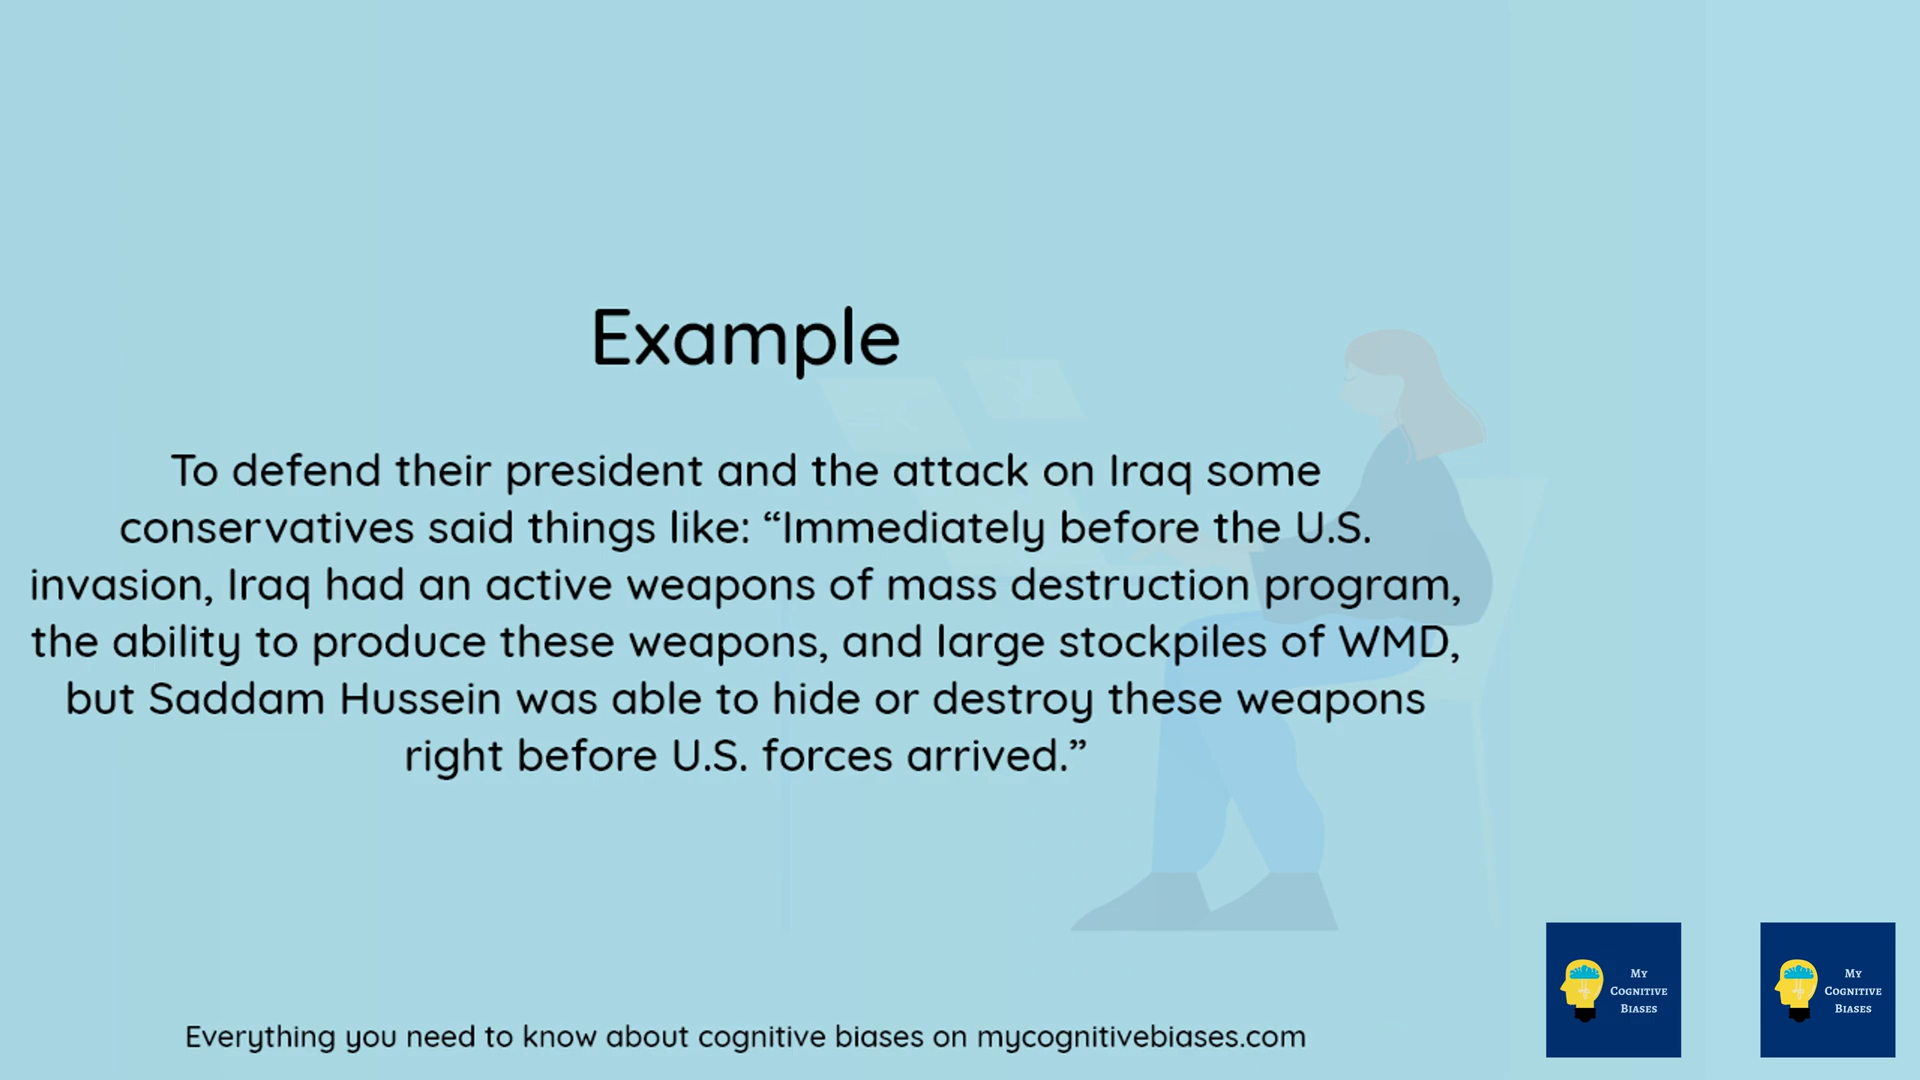 Example
To defend their president and the attack on Iraq some
conservatives said things like: “Immediately before the U.S.
invasion, Iraq had an active weapons of mass destruction program,
the ability to produce these weapons, and large stockpiles of WMD,
but Saddam Hussein was able to hide or destroy these weapons
right before U.S. forces arrived.”
My
Cognitive
Biases
My
Cognitive
Biases
Everything you need to know about cognitive biases on mycognitivebiases.com